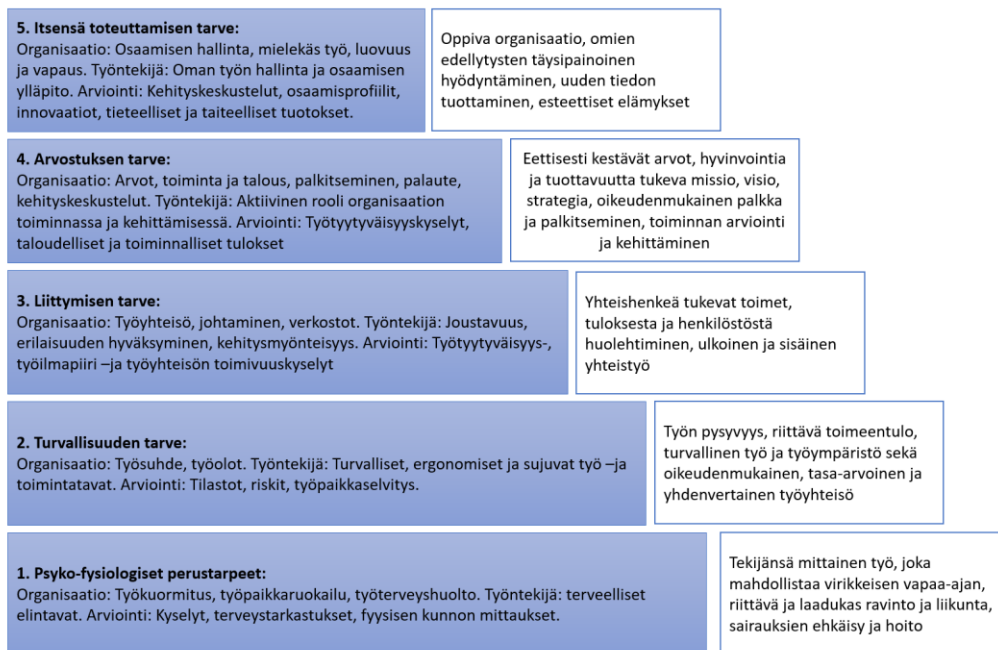 5. Itsensä toteuttamisen tarve:
Organisaatio: Osaamisen hallinta, mielekäs työ, luovuus
ja vapaus. Työntekijä: Oman työn hallinta ja osaamisen
ylläpito. Arviointi: Kehityskeskustelut, osaamisprofiilit,
innovaatiot, tieteelliset ja taiteelliset tuotokset.
Oppiva organisaatio, omien
edellytysten täysipainoinen
hyödyntäminen, uuden tiedon
tuottaminen, esteettiset elämykset
4. Arvostuksen tarve:
Organisaatio: Arvot, toiminta ja talous, palkitseminen, palaute,
kehityskeskustelut. Työntekijä: Aktiivinen rooli organisaation
toiminnassa ja kehittämisessä. Arviointi: Työtyytyväisyyskyselyt,
taloudelliset ja toiminnalliset tulokset
Eettisesti kestävät arvot, hyvinvointia
ja tuottavuutta tukeva missio, visio,
strategia, oikeudenmukainen palkka
ja palkitseminen, toiminnan arviointi
ja kehittäminen
3. Liittymisen tarve:
Organisaatio: Työyhteisö, johtaminen, verkostot. Työntekijä: Joustavuus,
erilaisuuden hyväksyminen, kehitysmyönteisyys. Arviointi: Työtyytyväisyys-,
työilmapiiri –ja työyhteisön toimivuuskyselyt
Yhteishenkeä tukevat toimet,
tuloksesta ja henkilöstöstä
huolehtiminen, ulkoinen ja sisäinen
yhteistyö
2. Turvallisuuden tarve:
Organisaatio: Työsuhde, työolot. Työntekijä: Turvalliset, ergonomiset ja sujuvat työ –ja
toimintatavat. Arviointi: Tilastot, riskit, työpaikkaselvitys.
Työn pysyvyys, riittävä toimeentulo,
turvallinen työ ja työympäristö sekä
oikeudenmukainen, tasa-arvoinen ja
yhdenvertainen työyhteisö
1. Psyko-fysiologiset perustarpeet:
Organisaatio: Työkuormitus, työpaikkaruokailu, työterveyshuolto. Työntekijä: terveelliset
elintavat. Arviointi: Kyselyt, terveystarkastukset, fyysisen kunnon mittaukset.
Tekijänsä mittainen työ, joka
mahdollistaa virikkeisen vapaa-ajan,
riittävä ja laadukas ravinto ja liikunta,
sairauksien ehkäisy ja hoito